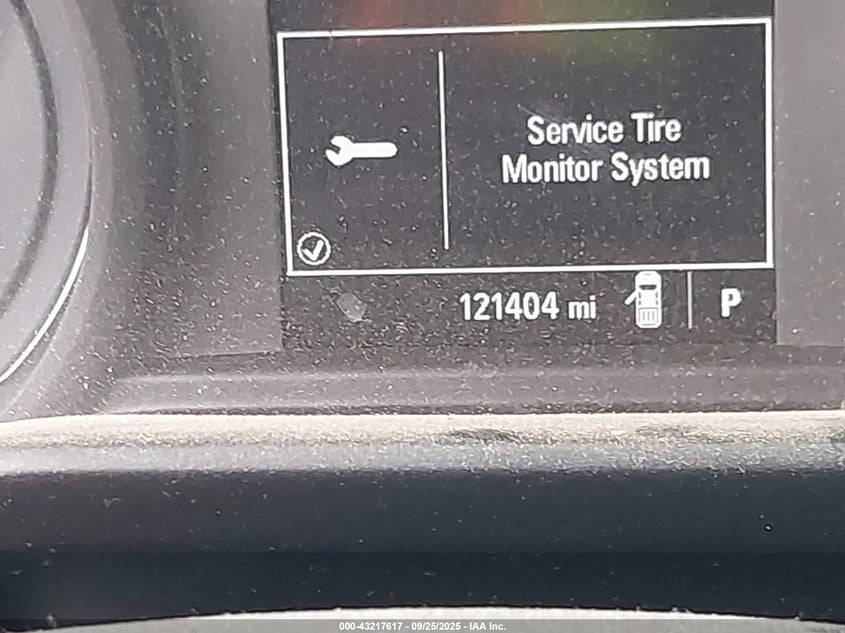 Service Tire
Monitor System
121404 mi
P
000-43217617 - 09/25/2025 - IAA Inc.